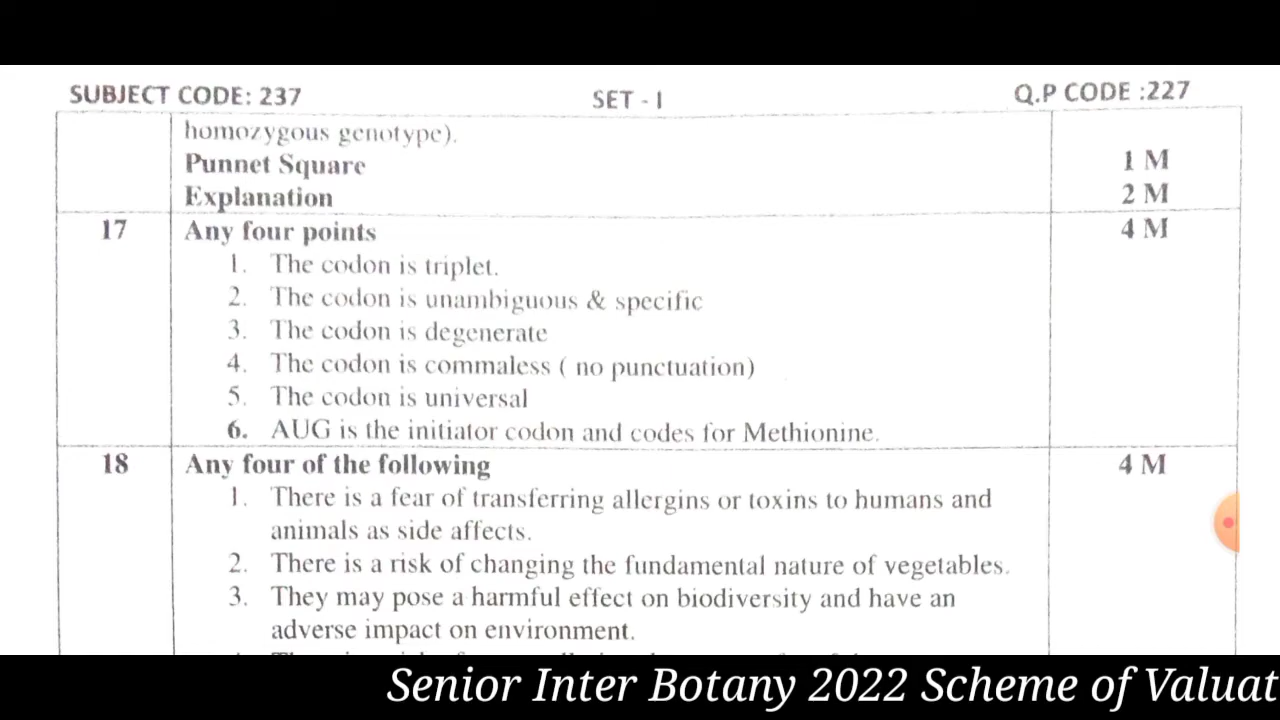 SUBJECT CODE: 237 SET - I Q.P CODE :227
homozygous genotype).
Punnet Square 1 M
Explanation 2 M
17 Any four points 4 M
1. The codon is triplet.
2. The codon is unambiguous & specific
3. The codon is degenerate
4. The codon is commaless ( no punctuation)
5. The codon is universal
6. AUG is the initiator codon and codes for Methionine.
18 Any four of the following 4 M
1. There is a fear of transferring allergins or toxins to humans and
animals as side affects.
2. There is a risk of changing the fundamental nature of vegetables.
3. They may pose a harmful effect on biodiversity and have an
adverse impact on environment.
Senior Inter Botany 2022 Scheme of Valuat